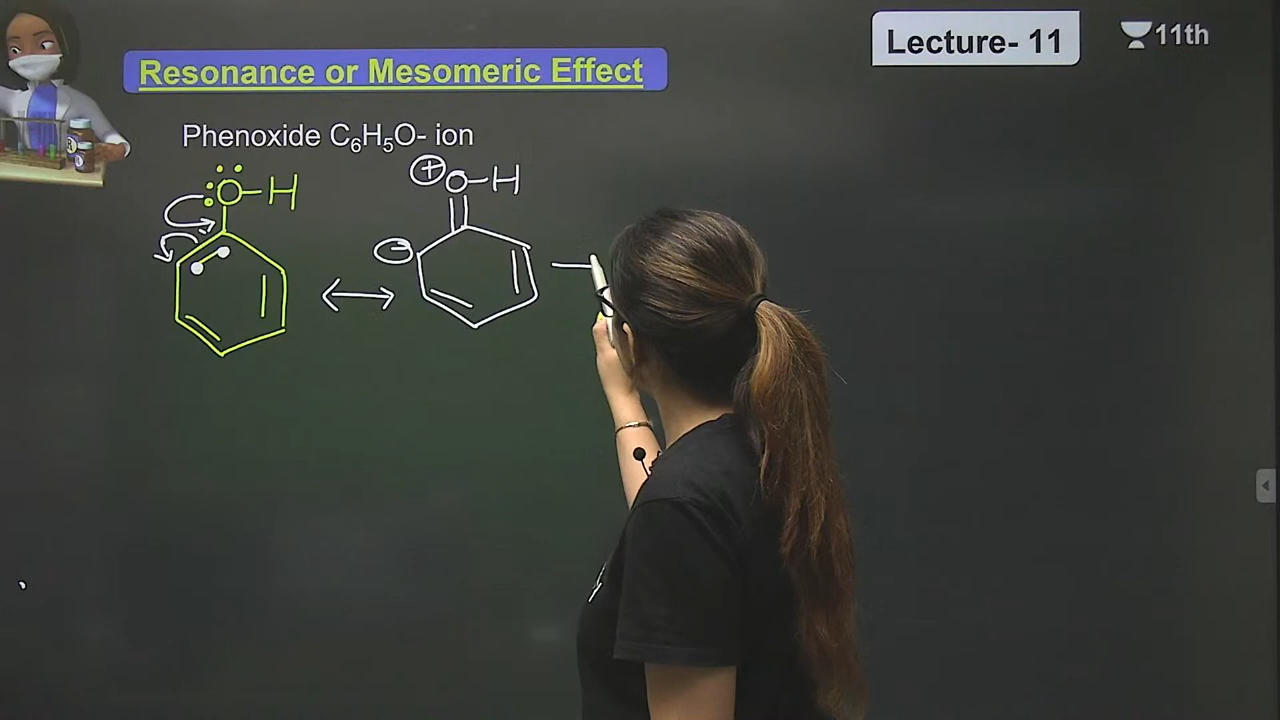 Lecture- 11
11th
Resonance or Mesomeric Effect
Phenoxide C₆H₅O- ion
O-H
⊕ O-H
⊖